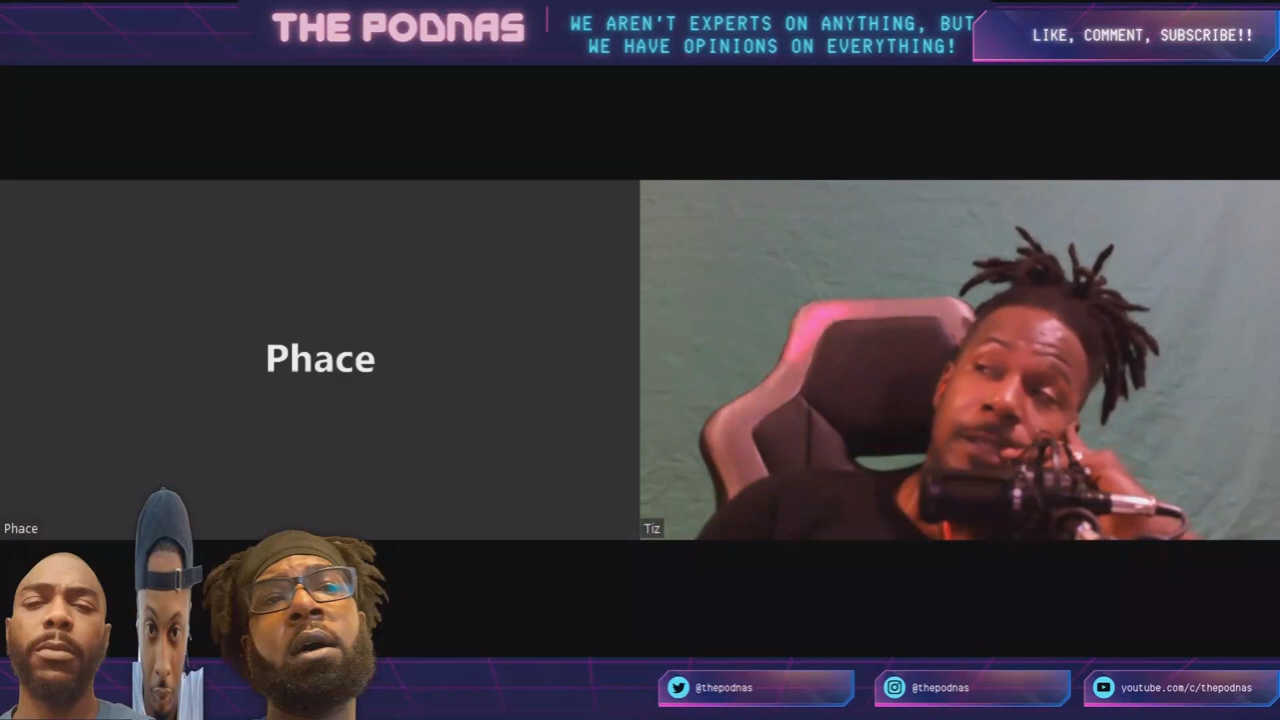 THE PODNAS
WE AREN'T EXPERTS ON ANYTHING, BUT
WE HAVE OPINIONS ON EVERYTHING!
LIKE, COMMENT, SUBSCRIBE!!
Phace
Phace
Tiz
@thepodnas
@thepodnas
youtube.com/c/thepodnas